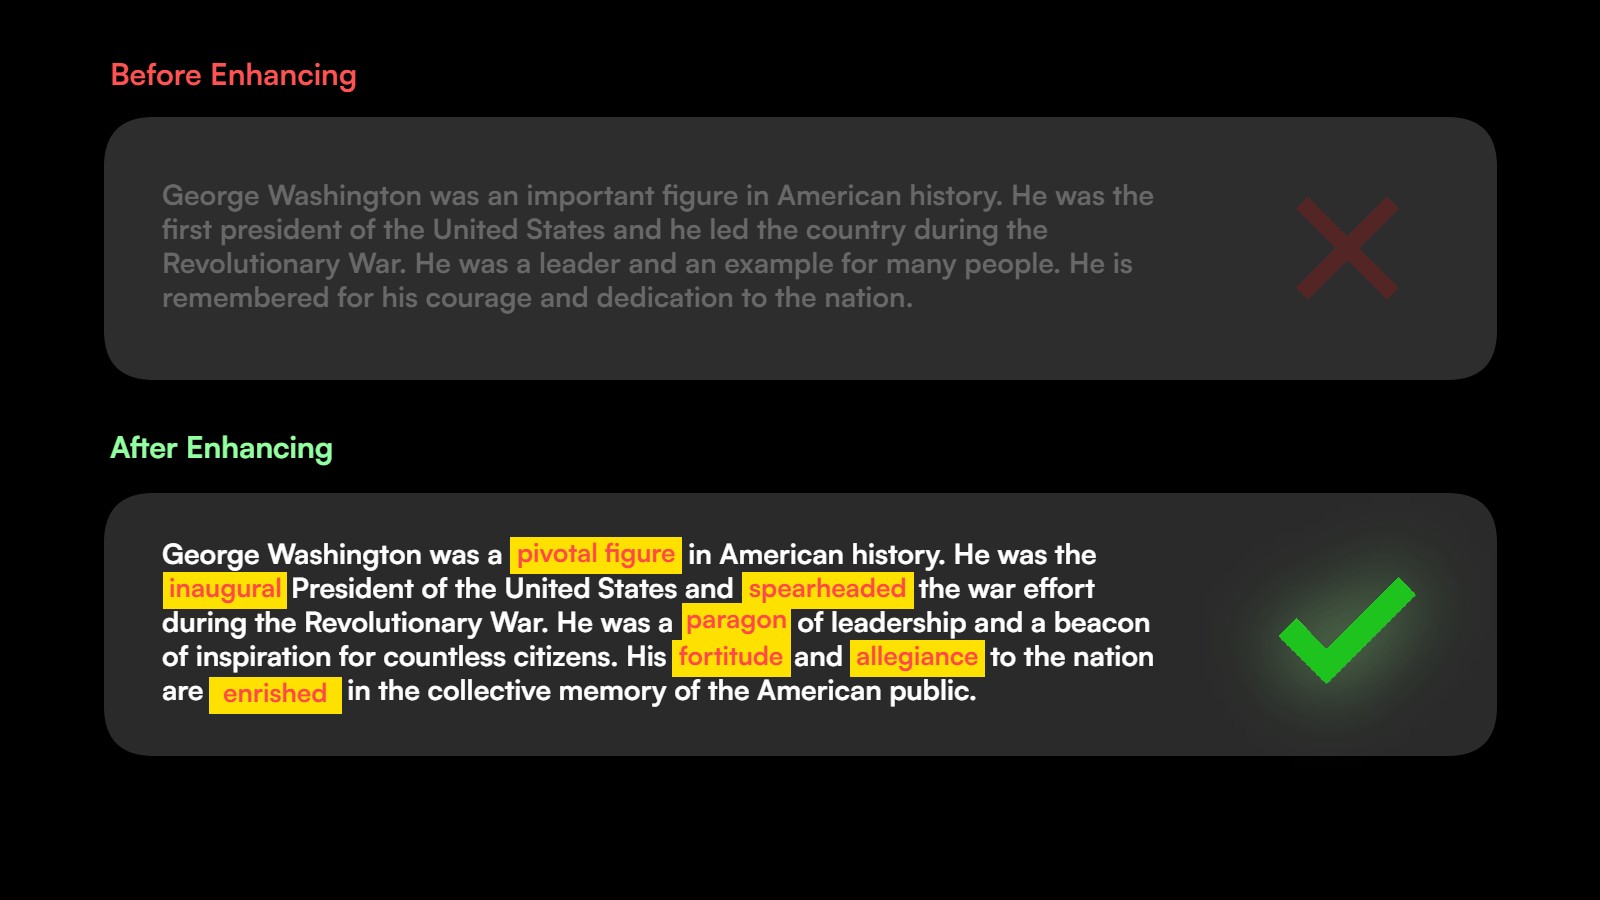 Before Enhancing
George Washington was an important figure in American history. He was the
first president of the United States and he led the country during the
Revolutionary War. He was a leader and an example for many people. He is
remembered for his courage and dedication to the nation.
After Enhancing
George Washington was a pivotal figure in American history. He was the
inaugural President of the United States and spearheaded the war effort
during the Revolutionary War. He was a paragon of leadership and a beacon
of inspiration for countless citizens. His fortitude and allegiance to the nation
are enrished in the collective memory of the American public.